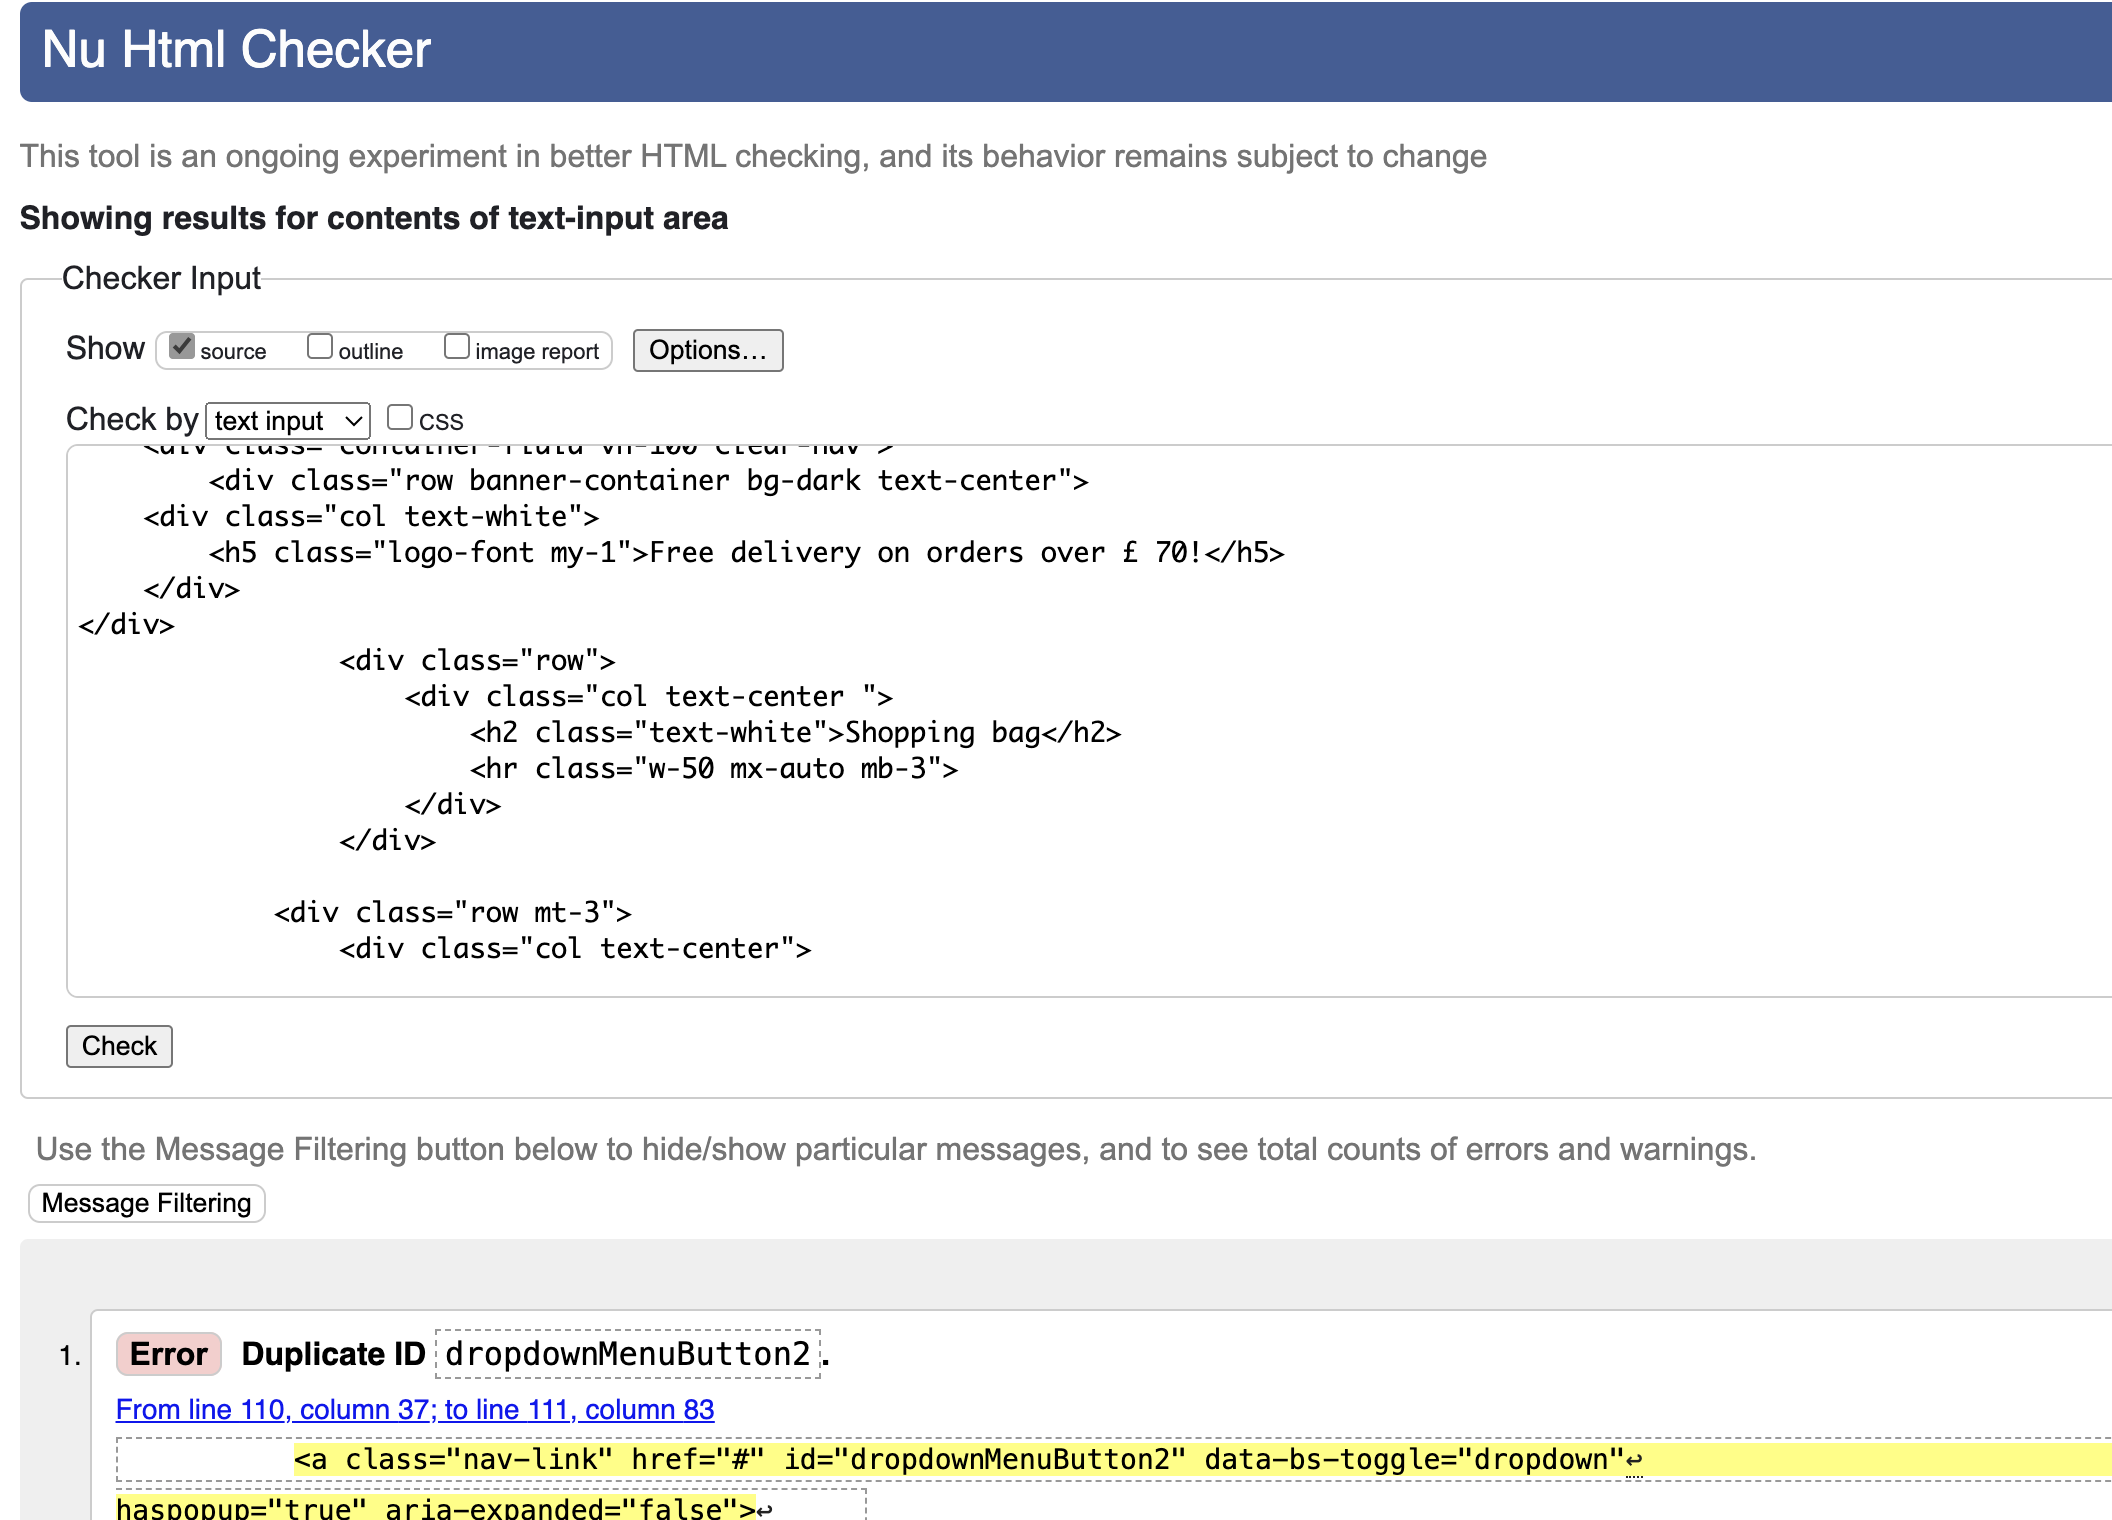 Nu Html Checker
This tool is an ongoing experiment in better HTML checking, and its behavior remains subject to change
Showing results for contents of text-input area
Checker Input
Show source outline image report Options...
Check by text input css
<div class="container-fluid vh-100 clear-nav">
<div class="row banner-container bg-dark text-center">
<div class="col text-white">
<h5 class="logo-font my-1">Free delivery on orders over £ 70!</h5>
</div>
</div>
<div class="row">
<div class="col text-center ">
<h2 class="text-white">Shopping bag</h2>
<hr class="w-50 mx-auto mb-3">
</div>
</div>
<div class="row mt-3">
<div class="col text-center">
Check
Use the Message Filtering button below to hide/show particular messages, and to see total counts of errors and warnings.
Message Filtering
1. Error Duplicate ID dropdownMenuButton2.
From line 110, column 37; to line 111, column 83
<a class="nav-link" href="#" id="dropdownMenuButton2" data-bs-toggle="dropdown"↩
haspopup="true" aria-expanded="false">↩